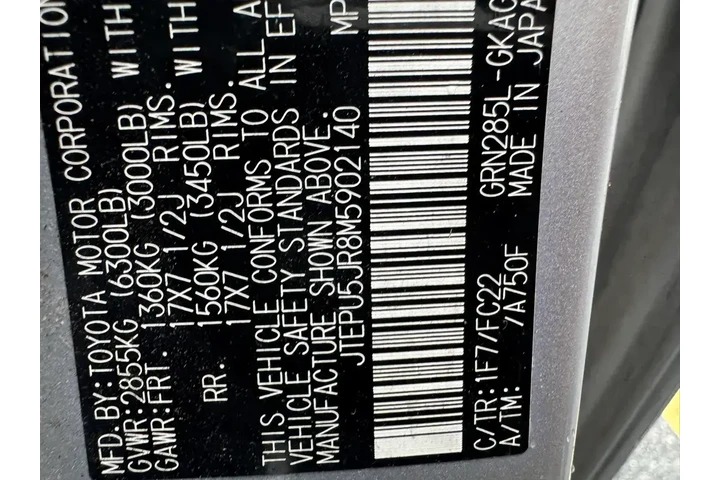 MFD.BY:TOYOTA MOTOR CORPORATION
GVWR:2855KG (6300LB)
GAWR:FRT. 1360KG (3000LB) WITH
17X7 1/2J RIMS.
RR. 1560KG (3450LB) WITH
17X7 1/2J RIMS.
THIS VEHICLE CONFORMS TO ALL A
VEHICLE SAFETY STANDARDS IN EF
MANUFACTURE SHOWN ABOVE.
JTEPU5JR8M5902140 MP
C/TR:1F7/FC22 GRN285L-GKAG
A/TM: /A750F MADE IN JAPA